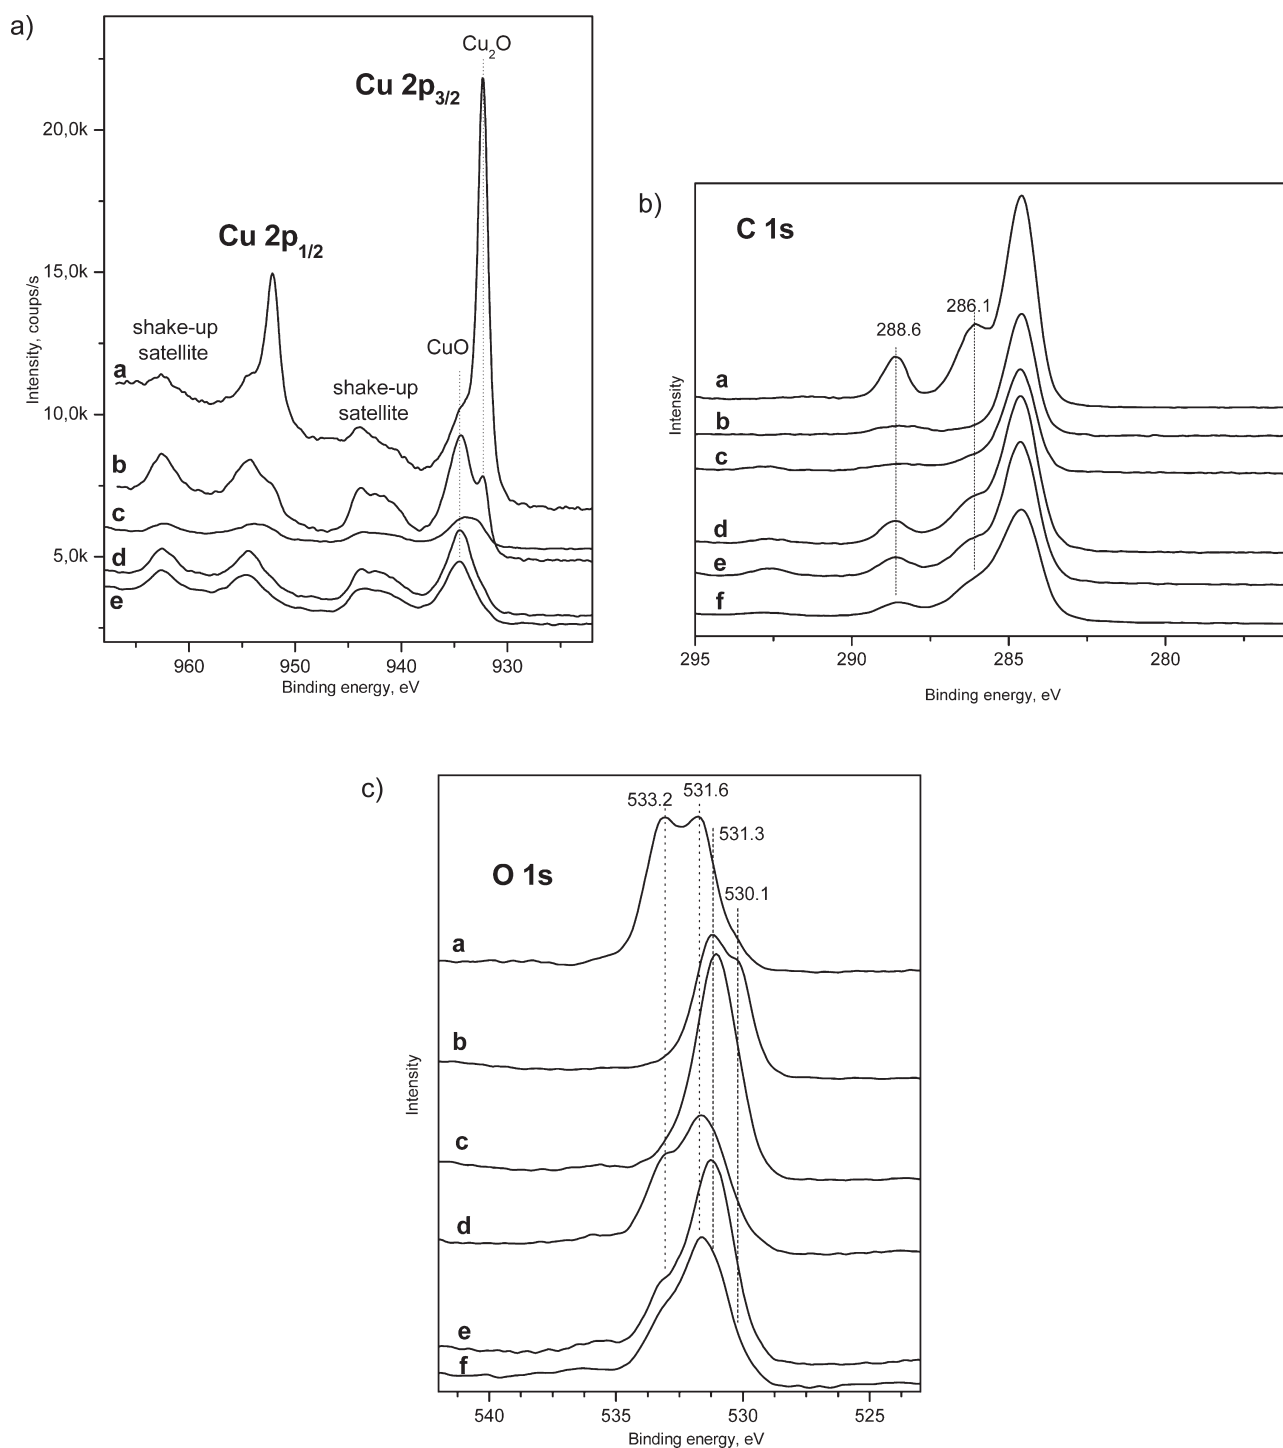 a)
Cu₂O
Cu 2p₃/₂
20,0k
Cu 2p₁/₂
15,0k
shake-up
satellite
CuO
a
shake-up
satellite
10,0k
b
c
d
5,0k
e
Intensity, coups/s
960
950
940
930
Binding energy, eV
b)
C 1s
286.1
288.6
a
b
c
d
e
f
Intensity
295
290
285
280
Binding energy, eV
c)
533.2
531.6
531.3
O 1s
530.1
a
b
c
d
e
f
Intensity
540
535
530
525
Binding energy, eV